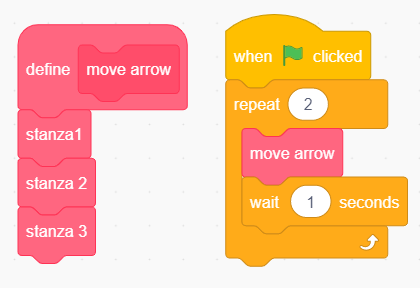 define move arrow
stanza1
stanza 2
stanza 3
when clicked
repeat 2
move arrow
wait 1 seconds